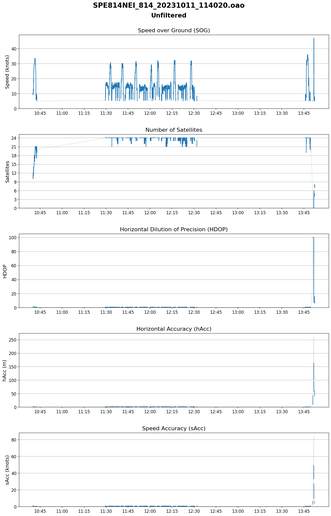 SPE814NEI_814_20231011_114020.oao
Unfiltered
Speed over Ground (SOG)
Speed (knots)
40
30
20
10
0
10:45 11:00 11:15 11:30 11:45 12:00 12:15 12:30 12:45 13:00 13:15 13:30 13:45
Number of Satellites
Satellites
24
21
18
15
12
9
6
3
0
10:45 11:00 11:15 11:30 11:45 12:00 12:15 12:30 12:45 13:00 13:15 13:30 13:45
Horizontal Dilution of Precision (HDOP)
HDOP
100
80
60
40
20
0
10:45 11:00 11:15 11:30 11:45 12:00 12:15 12:30 12:45 13:00 13:15 13:30 13:45
Horizontal Accuracy (hAcc)
hAcc (m)
250
200
150
100
50
0
10:45 11:00 11:15 11:30 11:45 12:00 12:15 12:30 12:45 13:00 13:15 13:30 13:45
Speed Accuracy (sAcc)
sAcc (knots)
80
60
40
20
0
10:45 11:00 11:15 11:30 11:45 12:00 12:15 12:30 12:45 13:00 13:15 13:30 13:45